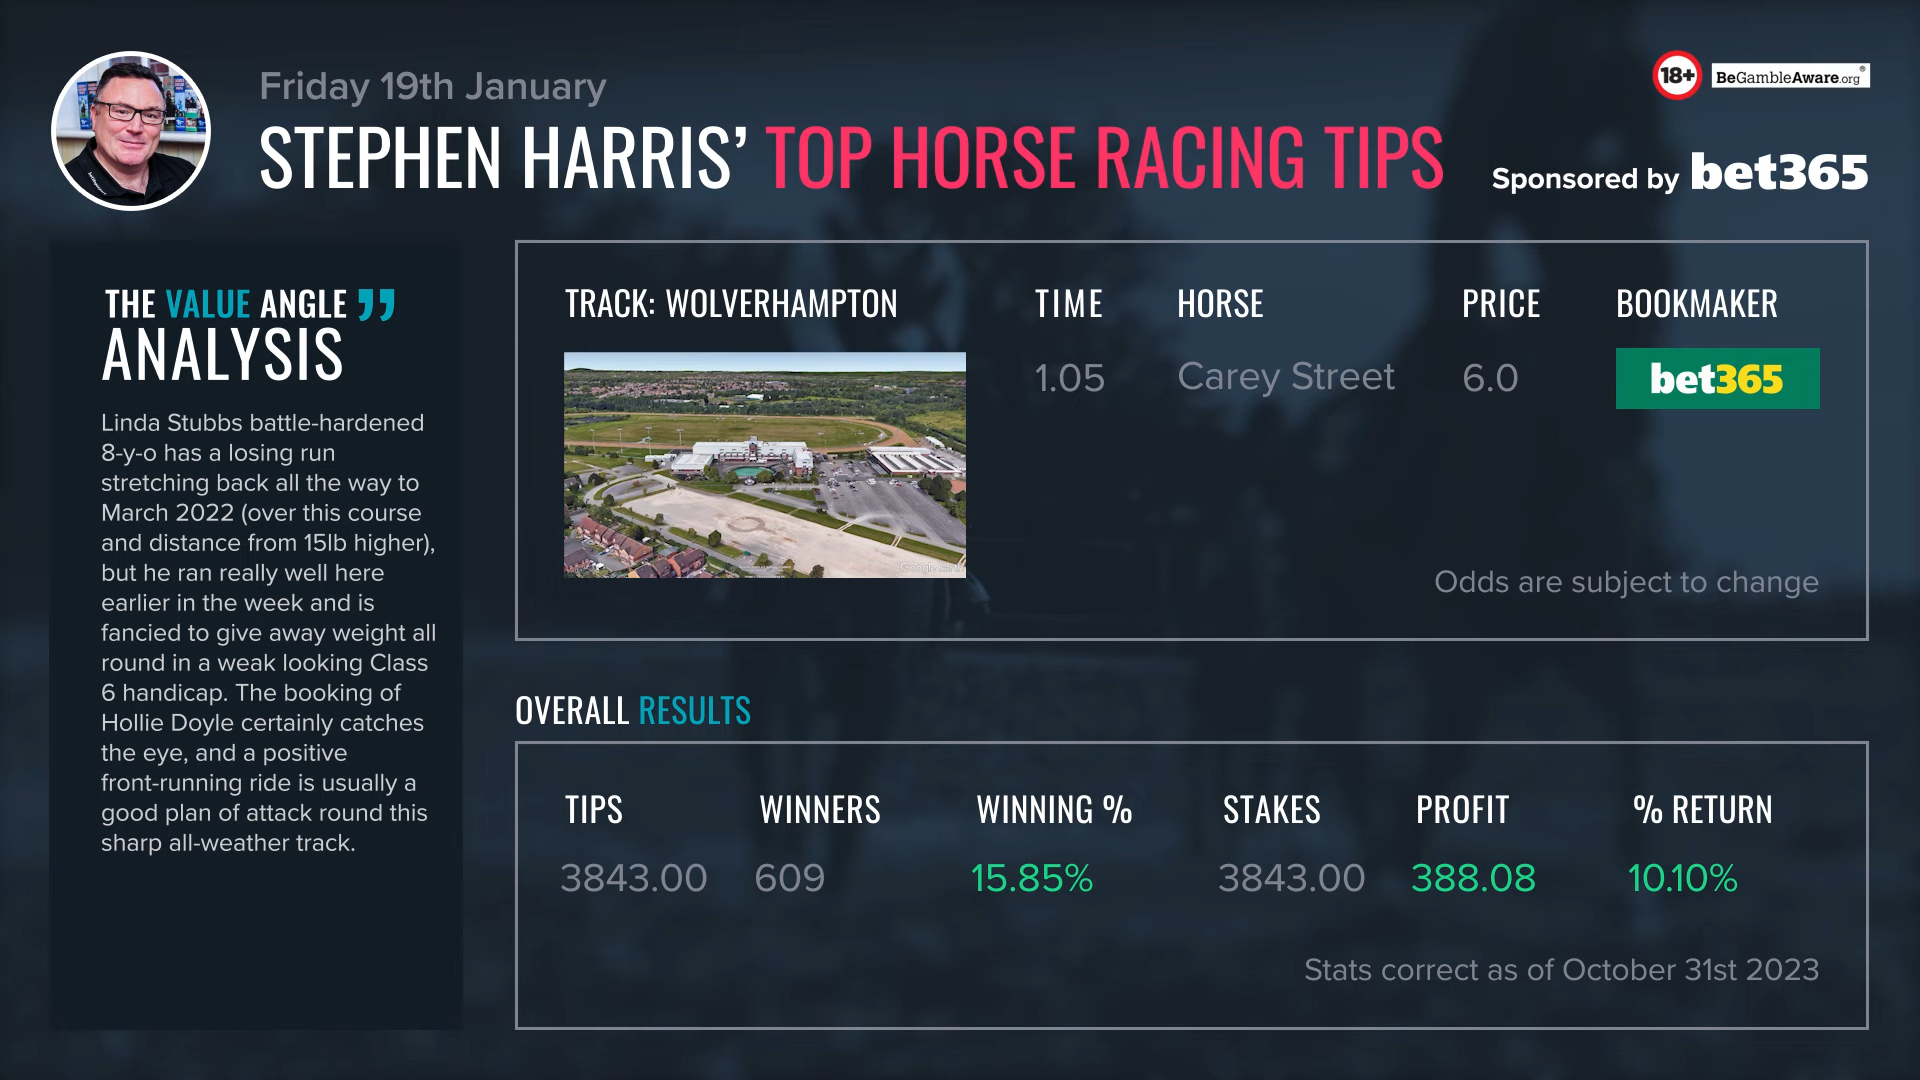 Friday 19th January
STEPHEN HARRIS’ TOP HORSE RACING TIPS
18+ BeGambleAware.org®
Sponsored by bet365
THE VALUE ANGLE ”
ANALYSIS
Linda Stubbs battle-hardened
8-y-o has a losing run
stretching back all the way to
March 2022 (over this course
and distance from 15lb higher),
but he ran really well here
earlier in the week and is
fancied to give away weight all
round in a weak looking Class
6 handicap. The booking of
Hollie Doyle certainly catches
the eye, and a positive
front-running ride is usually a
good plan of attack round this
sharp all-weather track.
TRACK: WOLVERHAMPTON TIME HORSE PRICE BOOKMAKER
1.05 Carey Street 6.0 bet365
Google Earth
Odds are subject to change
OVERALL RESULTS
TIPS WINNERS WINNING % STAKES PROFIT % RETURN
3843.00 609 15.85% 3843.00 388.08 10.10%
Stats correct as of October 31st 2023